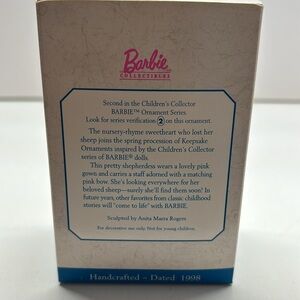 Barbie
COLLECTIBLES
Second in the Children's Collector
BARBIE™ Ornament Series
Look for series verification 2 on this ornament.
The nursery-rhyme sweetheart who lost her
sheep joins the spring procession of Keepsake
Ornaments inspired by the Children's Collector
series of BARBIE® dolls.
This pretty shepherdess wears a lovely pink
gown and carries a staff adorned with a matching
pink bow. She's looking everywhere for her
beloved sheep—surely she'll find them soon! In
future years, other favorites from classic childhood
stories will "come to life" with BARBIE.
Sculpted by Anita Marra Rogers
For decorative use only. Not for young children.
Handcrafted – Dated 1998